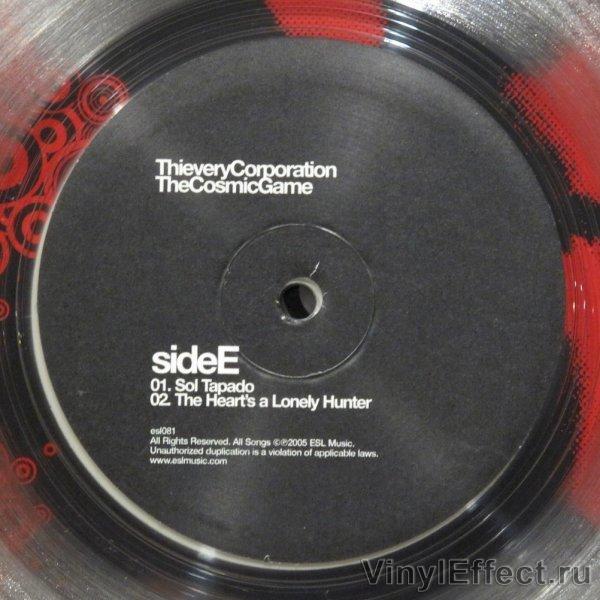 ThieveryCorporation
TheCosmicGame
sideE
01. Sol Tapado
02. The Heart's a Lonely Hunter
esl081
All Rights Reserved. All Songs ©℗2005 ESL Music.
Unauthorized duplication is a violation of applicable laws.
www.eslmusic.com
VinylEffect.ru